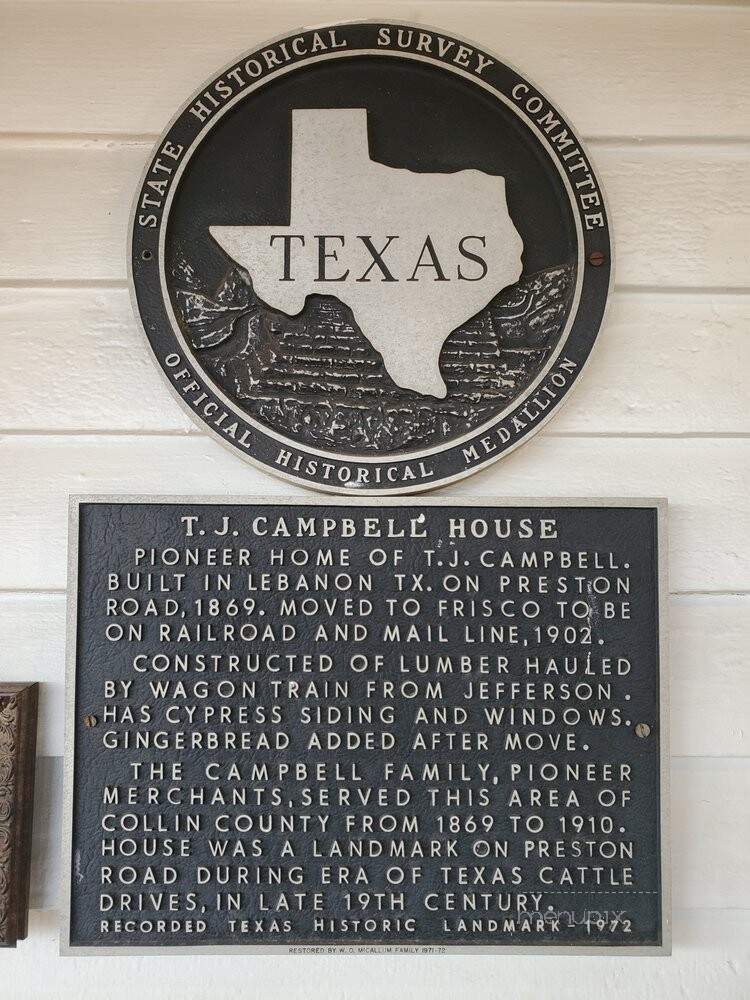 STATE HISTORICAL SURVEY COMMITTEE
TEXAS
OFFICIAL HISTORICAL MEDALLION
T.J. CAMPBELL HOUSE
PIONEER HOME OF T.J. CAMPBELL.
BUILT IN LEBANON TX. ON PRESTON
ROAD, 1869. MOVED TO FRISCO TO BE
ON RAILROAD AND MAIL LINE, 1902.
CONSTRUCTED OF LUMBER HAULED
BY WAGON TRAIN FROM JEFFERSON.
HAS CYPRESS SIDING AND WINDOWS.
GINGERBREAD ADDED AFTER MOVE.
THE CAMPBELL FAMILY, PIONEER
MERCHANTS, SERVED THIS AREA OF
COLLIN COUNTY FROM 1869 TO 1910.
HOUSE WAS A LANDMARK ON PRESTON
ROAD DURING ERA OF TEXAS CATTLE
DRIVES, IN LATE 19TH CENTURY.
menupix
RECORDED TEXAS HISTORIC LANDMARK - 1972
RESTORED BY W. O. McCALLUM FAMILY 1971-72